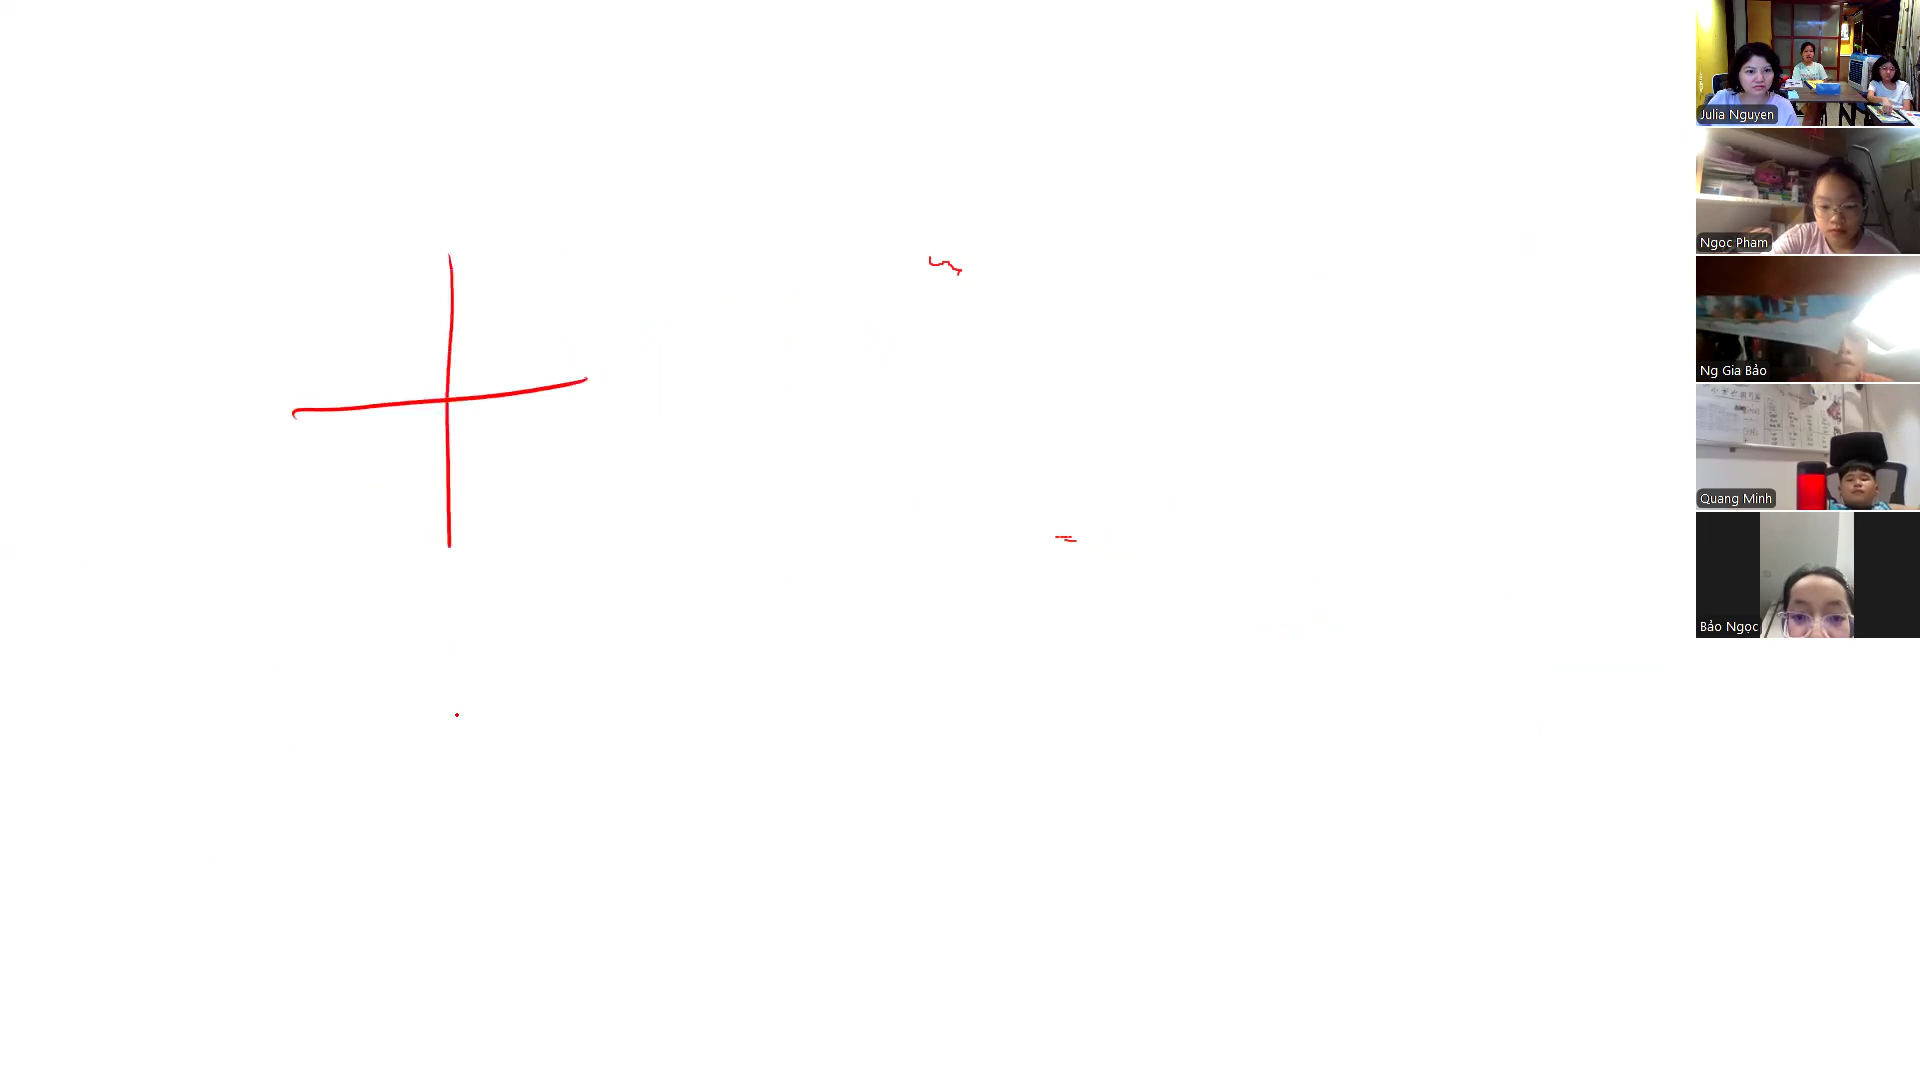 Julia Nguyen
Ngoc Pham
Ng Gia Bảo
Quang Minh
Bảo Ngọc